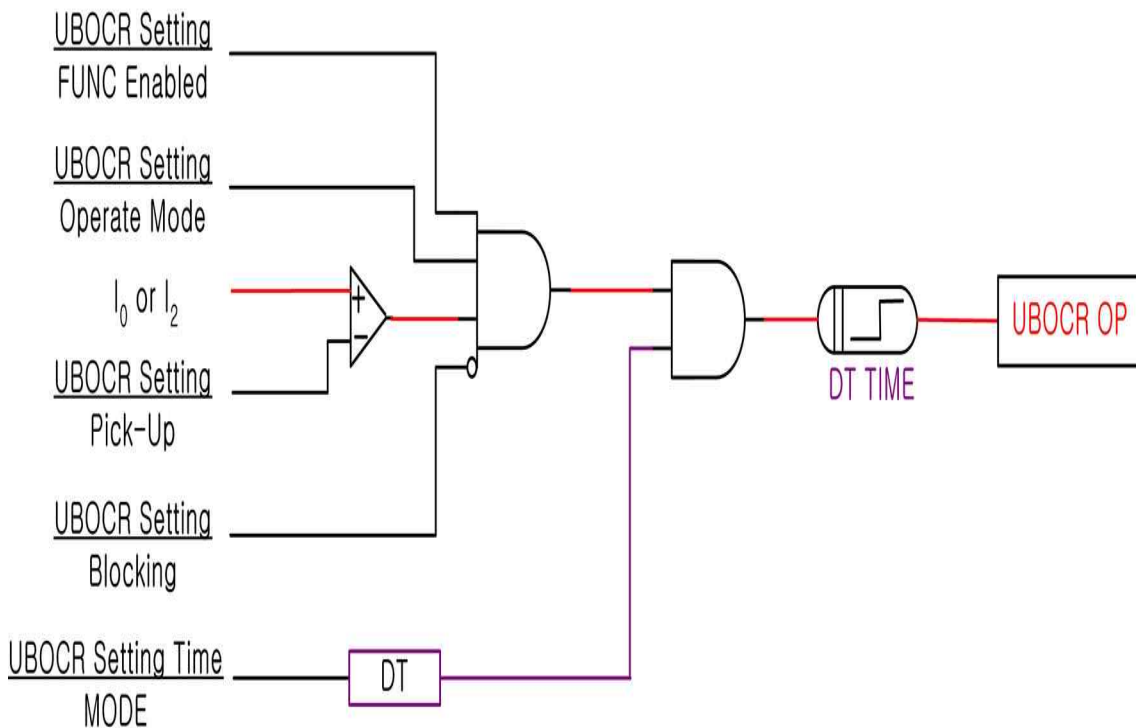 UBOCR Setting
FUNC Enabled
UBOCR Setting
Operate Mode
I₀ or I₂
+
−
UBOCR Setting
Pick-Up
UBOCR Setting
Blocking
UBOCR Setting Time
MODE
DT
DT TIME
UBOCR OP